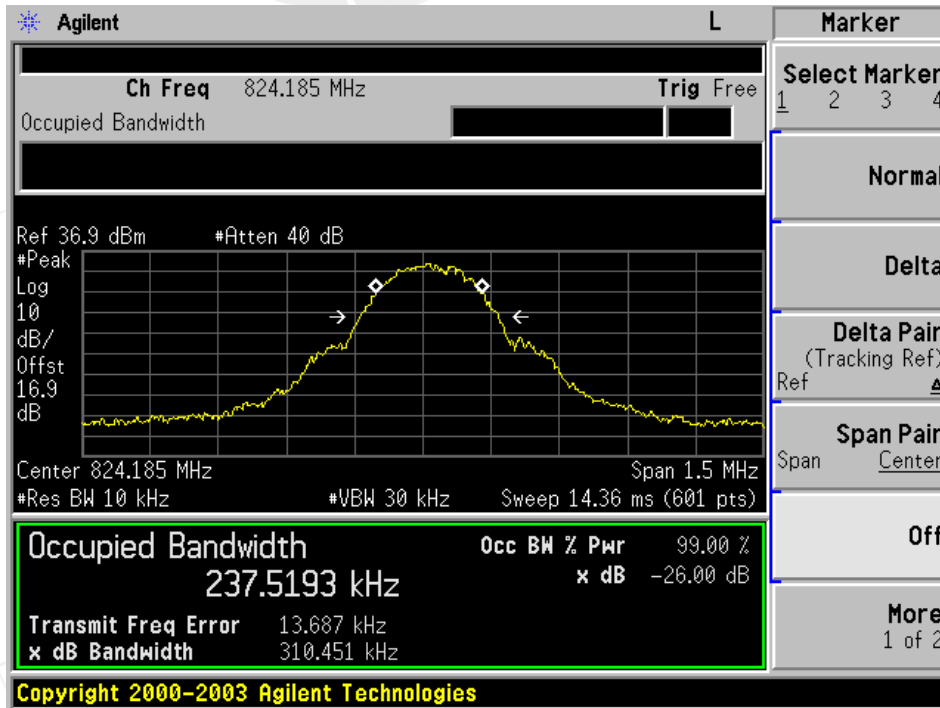 Agilent L Marker
Ch Freq 824.185 MHz Trig Free
Occupied Bandwidth
Select Marker
1 2 3 4
Normal
Ref 36.9 dBm #Atten 40 dB
#Peak
Log
10
dB/
Offst
16.9
dB
Delta
Delta Pair
(Tracking Ref)
Ref Δ
Span Pair
Span Center
Center 824.185 MHz Span 1.5 MHz
#Res BW 10 kHz #VBW 30 kHz Sweep 14.36 ms (601 pts)
Off
Occupied Bandwidth Occ BW % Pwr 99.00 %
237.5193 kHz x dB -26.00 dB
Transmit Freq Error 13.687 kHz
x dB Bandwidth 310.451 kHz
More
1 of 2
Copyright 2000-2003 Agilent Technologies